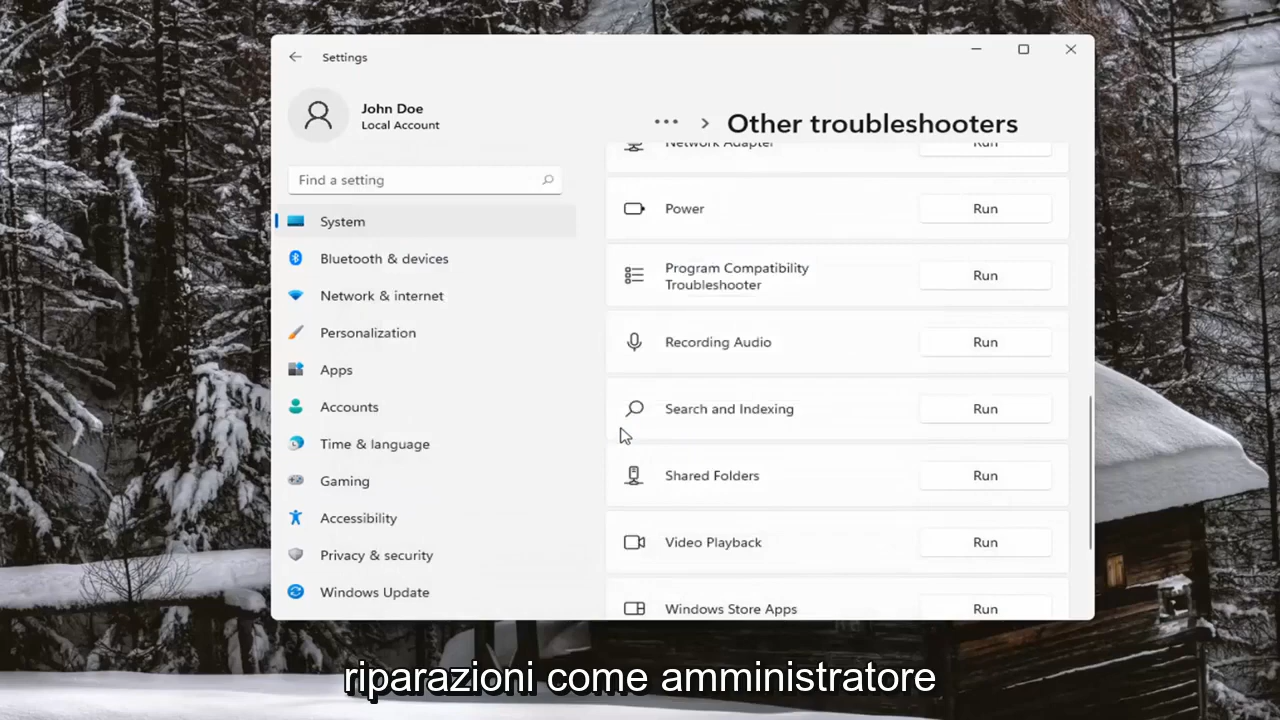 Settings
John Doe
Local Account
Find a setting
System
Bluetooth & devices
Network & internet
Personalization
Apps
Accounts
Time & language
Gaming
Accessibility
Privacy & security
Windows Update
... > Other troubleshooters
Network Adapter Run
Power Run
Program Compatibility
Troubleshooter Run
Recording Audio Run
Search and Indexing Run
Shared Folders Run
Video Playback Run
Windows Store Apps Run
riparazioni come amministratore